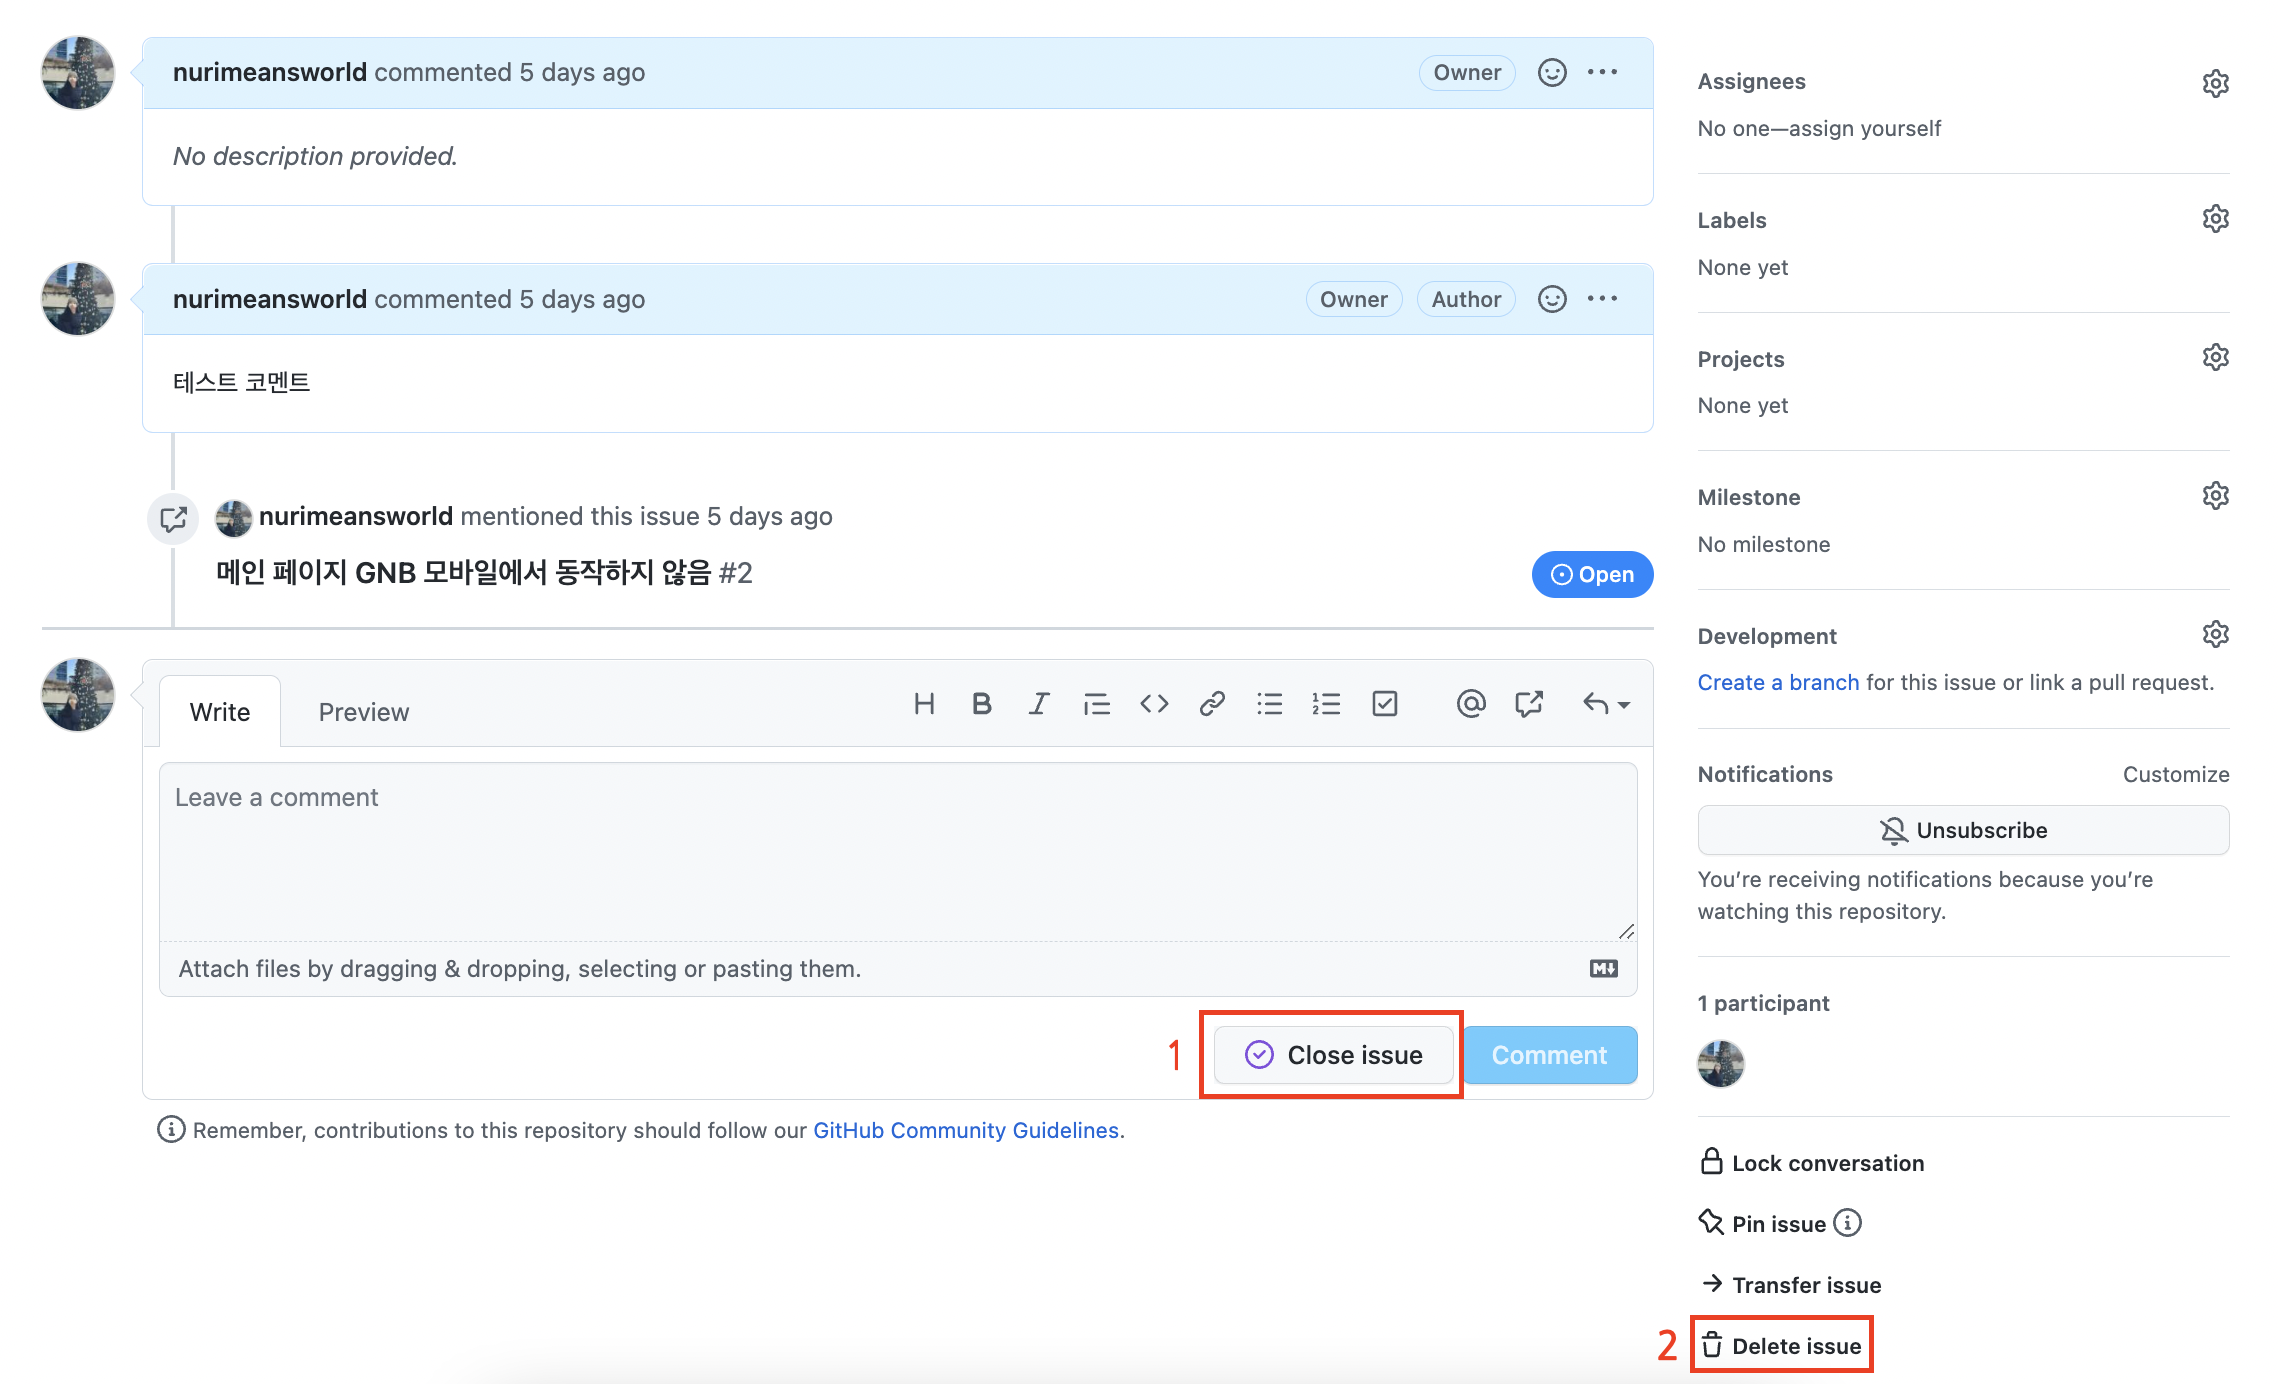 nurimeansworld commented 5 days ago
Owner
No description provided.
nurimeansworld commented 5 days ago
Owner
Author
테스트 코멘트
nurimeansworld mentioned this issue 5 days ago
메인 페이지 GNB 모바일에서 동작하지 않음 #2
Open
Write
Preview
Leave a comment
Attach files by dragging & dropping, selecting or pasting them.
1
Close issue
Comment
Remember, contributions to this repository should follow our GitHub Community Guidelines.
Assignees
No one—assign yourself
Labels
None yet
Projects
None yet
Milestone
No milestone
Development
Create a branch for this issue or link a pull request.
Notifications
Customize
Unsubscribe
You’re receiving notifications because you’re
watching this repository.
1 participant
Lock conversation
Pin issue
Transfer issue
2
Delete issue